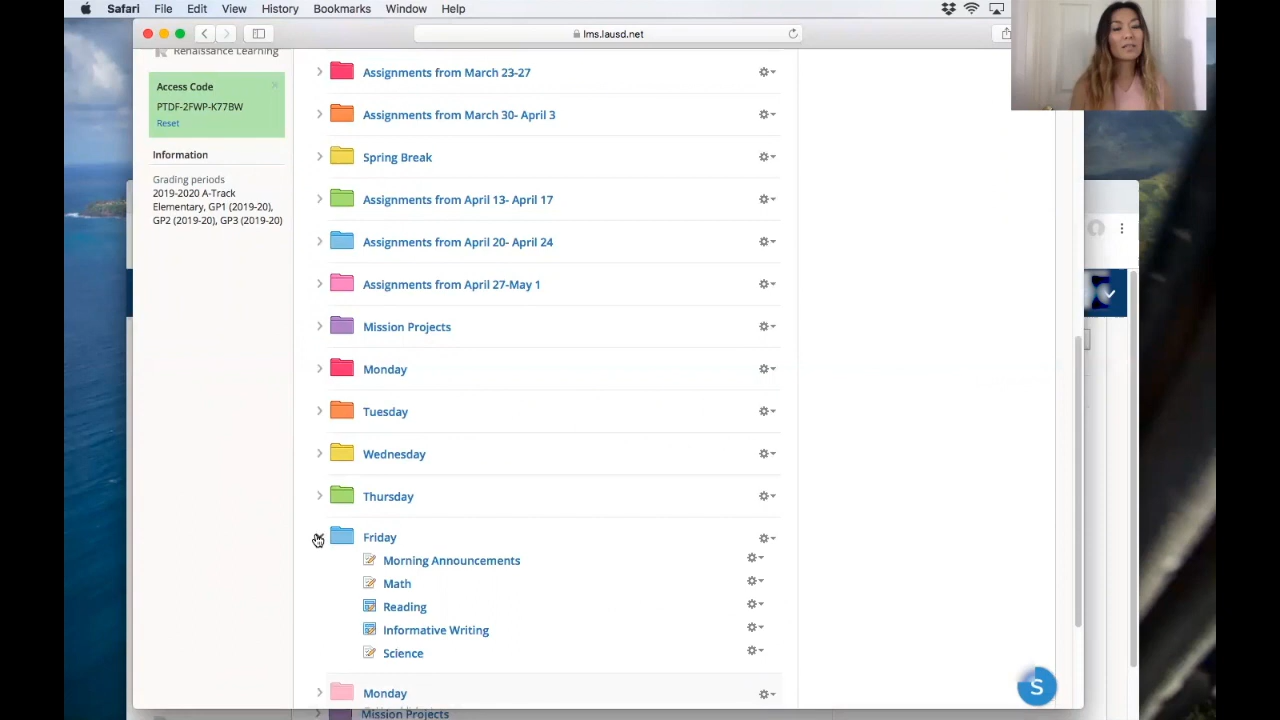 Safari File Edit View History Bookmarks Window Help
lms.lausd.net
Renaissance Learning
Access Code
PTDF-2FWP-K77BW
Reset
Information
Grading periods
2019-2020 A-Track
Elementary, GP1 (2019-20),
GP2 (2019-20), GP3 (2019-20)
Assignments from March 23-27
Assignments from March 30- April 3
Spring Break
Assignments from April 13- April 17
Assignments from April 20- April 24
Assignments from April 27-May 1
Mission Projects
Monday
Tuesday
Wednesday
Thursday
Friday
Morning Announcements
Math
Reading
Informative Writing
Science
Monday
Mission Projects
S